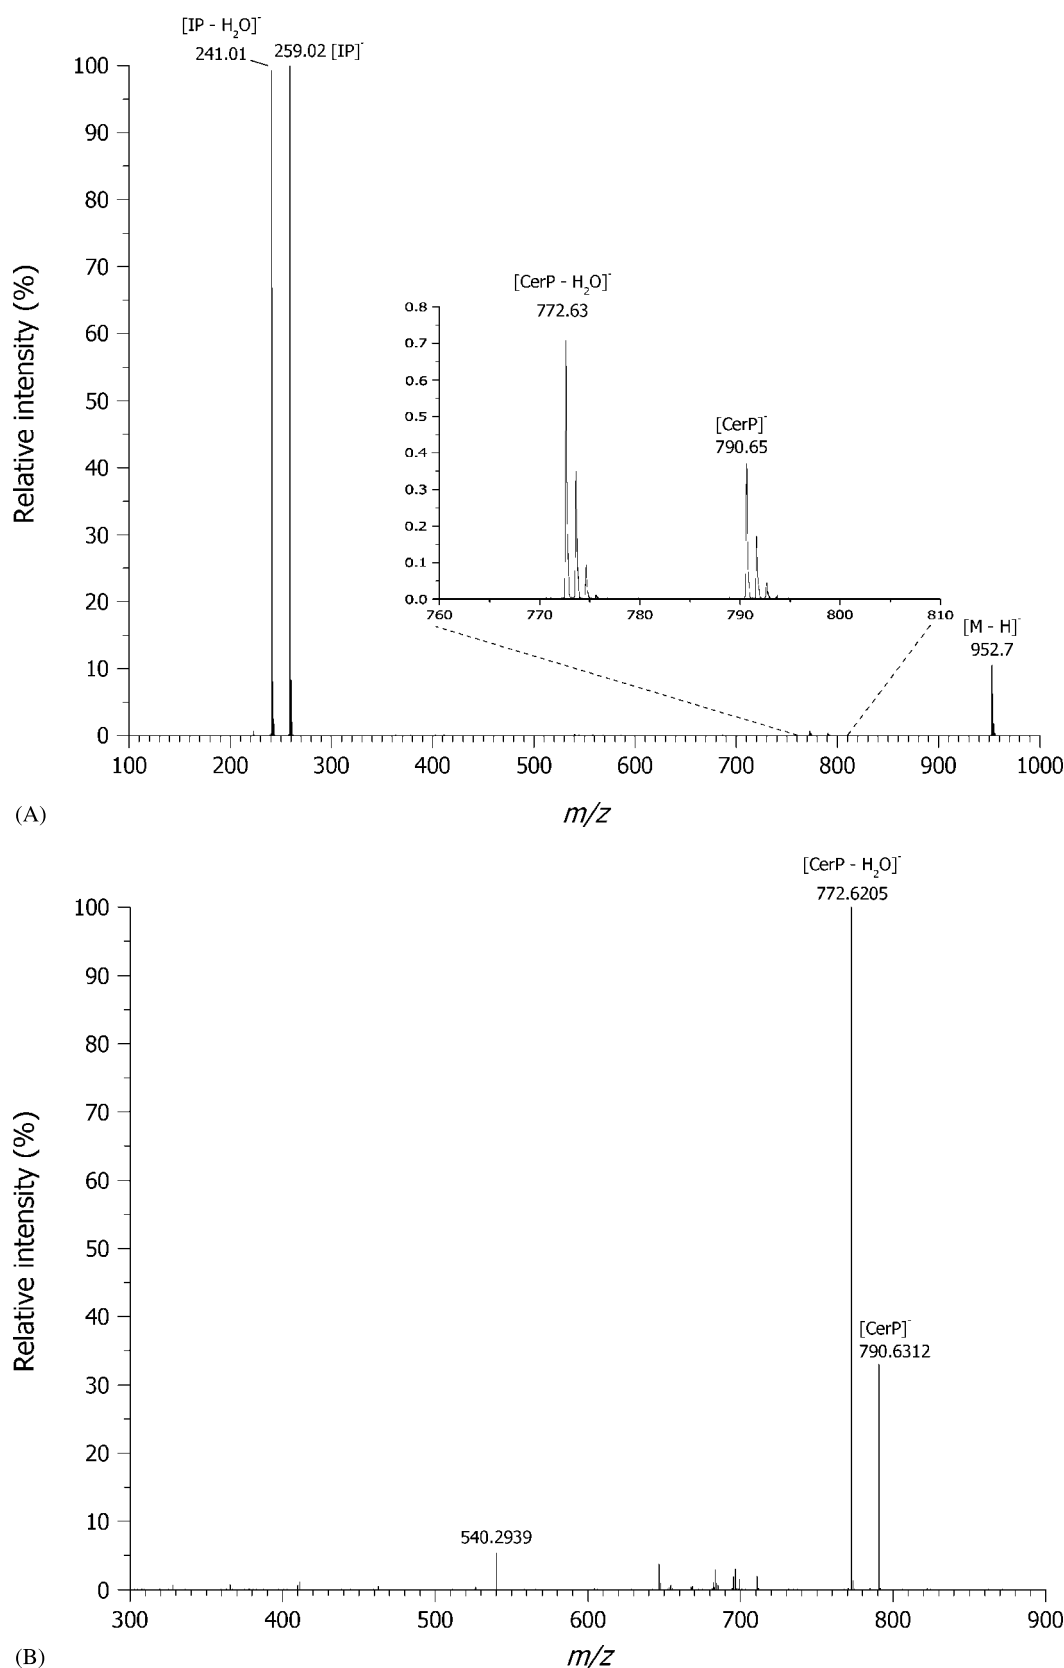 [IP - H₂O]⁻
241.01
259.02 [IP]⁻
100
90
80
70
60
50
40
30
20
10
0
Relative intensity (%)
[CerP - H₂O]⁻
772.63
[CerP]⁻
790.65
0.8
0.7
0.6
0.5
0.4
0.3
0.2
0.1
0.0
760 770 780 790 800 810
[M - H]⁻
952.7
100 200 300 400 500 600 700 800 900 1000
(A)
m/z
[CerP - H₂O]⁻
772.6205
100
90
80
70
60
50
40
30
20
10
0
Relative intensity (%)
[CerP]⁻
790.6312
540.2939
300 400 500 600 700 800 900
(B)
m/z